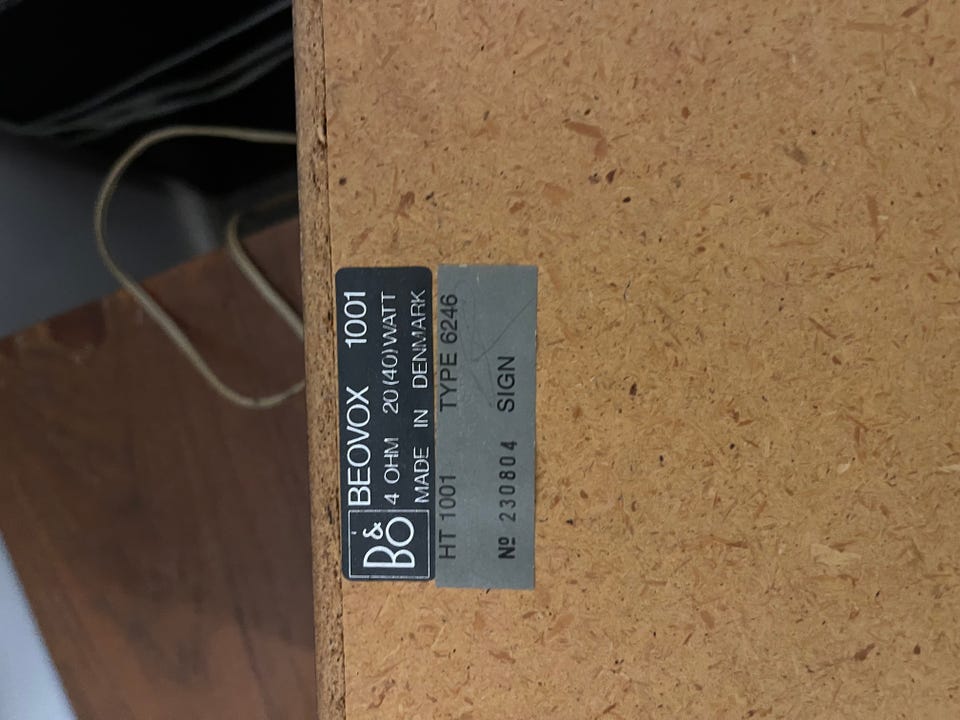 B&O
BEOVOX 1001
4 OHM 20 (40) WATT
MADE IN DENMARK
HT 1001 TYPE 6246
Nº 230804 SIGN